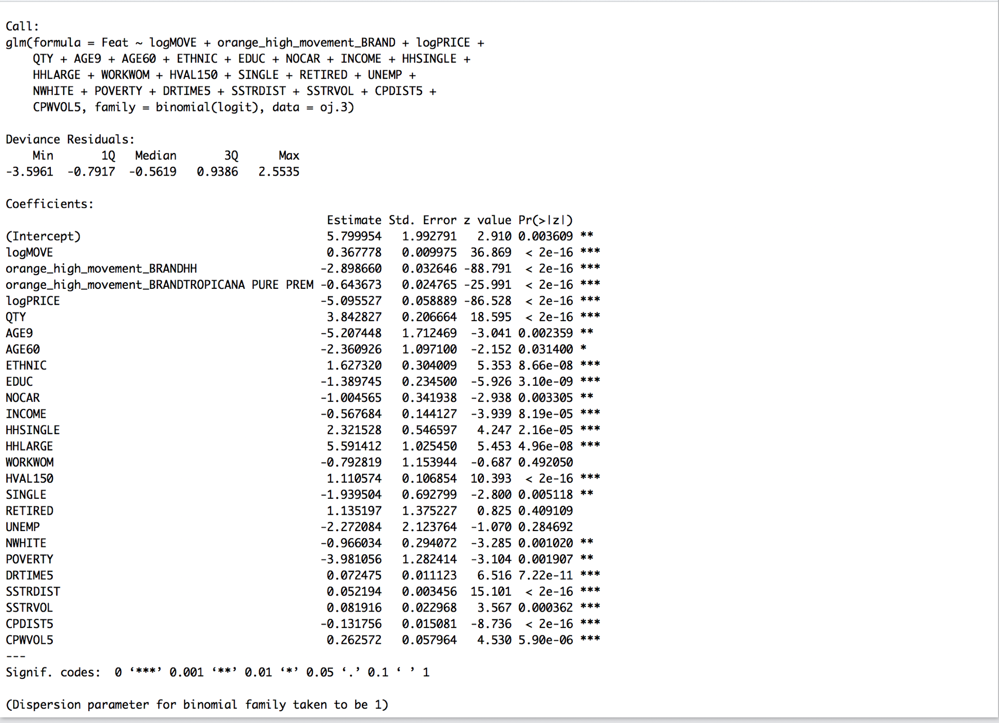 Call:
glm(formula = Feat ~ logMOVE + orange_high_movement_BRAND + logPRICE +
    QTY + AGE9 + AGE60 + ETHNIC + EDUC + NOCAR + INCOME + HHSINGLE +
    HHLARGE + WORKWOM + HVAL150 + SINGLE + RETIRED + UNEMP +
    NWHITE + POVERTY + DRTIME5 + SSTRDIST + SSTRVOL + CPDIST5 +
    CPWVOL5, family = binomial(logit), data = oj.3)
Deviance Residuals:
    Min       1Q   Median       3Q      Max
-3.5961  -0.7917  -0.5619   0.9386   2.5535
Coefficients:
                                               Estimate Std. Error z value Pr(>|z|)
(Intercept)                                    5.799954   1.992791   2.910 0.003609 **
logMOVE                                        0.367778   0.009975  36.869  < 2e-16 ***
orange_high_movement_BRANDHH                  -2.898660   0.032646 -88.791  < 2e-16 ***
orange_high_movement_BRANDTROPICANA PURE PREM -0.643673   0.024765 -25.991  < 2e-16 ***
logPRICE                                      -5.095527   0.058889 -86.528  < 2e-16 ***
QTY                                            3.842827   0.206664  18.595  < 2e-16 ***
AGE9                                          -5.207448   1.712469  -3.041 0.002359 **
AGE60                                         -2.360926   1.097100  -2.152 0.031400 *
ETHNIC                                         1.627320   0.304009   5.353 8.66e-08 ***
EDUC                                          -1.389745   0.234500  -5.926 3.10e-09 ***
NOCAR                                         -1.004565   0.341938  -2.938 0.003305 **
INCOME                                        -0.567684   0.144127  -3.939 8.19e-05 ***
HHSINGLE                                       2.321528   0.546597   4.247 2.16e-05 ***
HHLARGE                                        5.591412   1.025450   5.453 4.96e-08 ***
WORKWOM                                       -0.792819   1.153944  -0.687 0.492050
HVAL150                                        1.110574   0.106854  10.393  < 2e-16 ***
SINGLE                                        -1.939504   0.692799  -2.800 0.005118 **
RETIRED                                        1.135197   1.375227   0.825 0.409109
UNEMP                                         -2.272084   2.123764  -1.070 0.284692
NWHITE                                        -0.966034   0.294072  -3.285 0.001020 **
POVERTY                                       -3.981056   1.282414  -3.104 0.001907 **
DRTIME5                                        0.072475   0.011123   6.516 7.22e-11 ***
SSTRDIST                                       0.052194   0.003456  15.101  < 2e-16 ***
SSTRVOL                                        0.081916   0.022968   3.567 0.000362 ***
CPDIST5                                       -0.131756   0.015081  -8.736  < 2e-16 ***
CPWVOL5                                        0.262572   0.057964   4.530 5.90e-06 ***
---
Signif. codes:  0 ‘***’ 0.001 ‘**’ 0.01 ‘*’ 0.05 ‘.’ 0.1 ‘ ’ 1
(Dispersion parameter for binomial family taken to be 1)